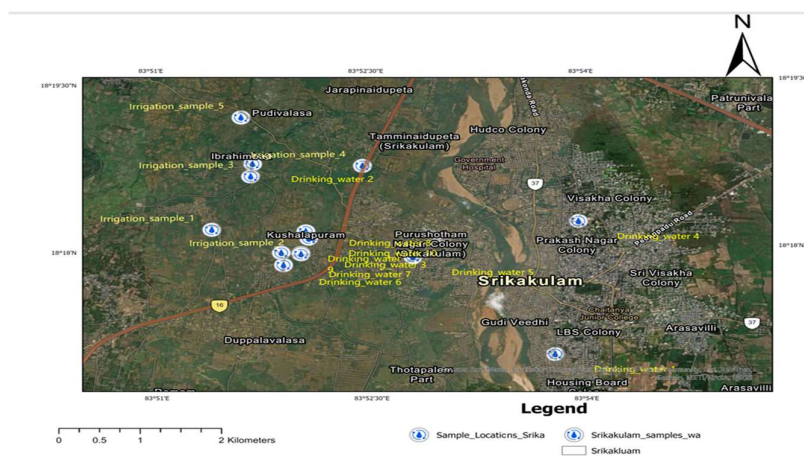 N
83°51'E
83°52'30"E
83°54'E
18°19'30"N
18°19'30"
Jarapinaidupeta
Patrunivala
Part
Irrigation_sample_5
Pudivalasa
Tamminaidupeta
(Srikakulam)
Hudco Colony
Irrigation_sample_4
Irrigation_sample_3
Government
Hospital
Drinking_water 2
37
Visakha Colony
Irrigation_sample_1
Kushalapuram
Purushotham
Nagar Colony
(Srikakulam)
Prakash Nagar
Colony
Drinking_water 4
Irrigation_sample_2
18°18'N
18°18'N
Drinking_water 3
Drinking_water 7
Drinking_water 6
Drinking_water 5
Srikakulam
Sri Visakha
Colony
16
Chaitanya
Junior College
Gudi Veedhi
LBS Colony
Arasavilli
37
Duppalavalasa
Thotapalem
Part
Housing Board
Arasavilli
83°51'E
83°52'30"E
83°54'E
Legend
0 0.5 1 2 Kilometers
Sample_Locations_Srika
Srikakulam_samples_wa
Srikakluam